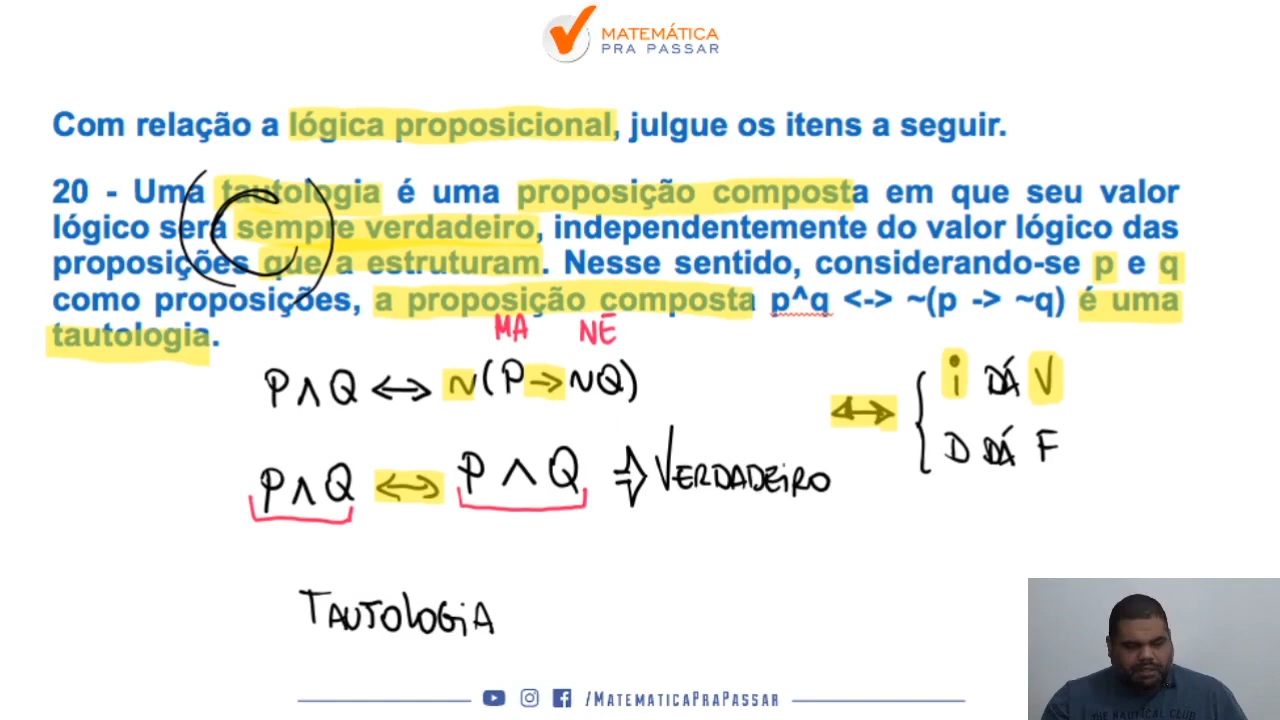 MATEMÁTICA
PRA PASSAR
Com relação a lógica proposicional, julgue os itens a seguir.
20 - Uma tautologia é uma proposição composta em que seu valor
lógico será sempre verdadeiro, independentemente do valor lógico das
proposições que a estruturam. Nesse sentido, considerando-se p e q
como proposições, a proposição composta p^q <-> ~(p -> ~q) é uma
tautologia.
MA NE
P ∧ Q ⟷ ~(P → ~Q)
⟷ { i DÁ V
D DÁ F
P ∧ Q ⟷ P ∧ Q ⇒ VERDADEIRO
TAUTOLOGiA
(C)
/MATEMATICAPRAPASSAR